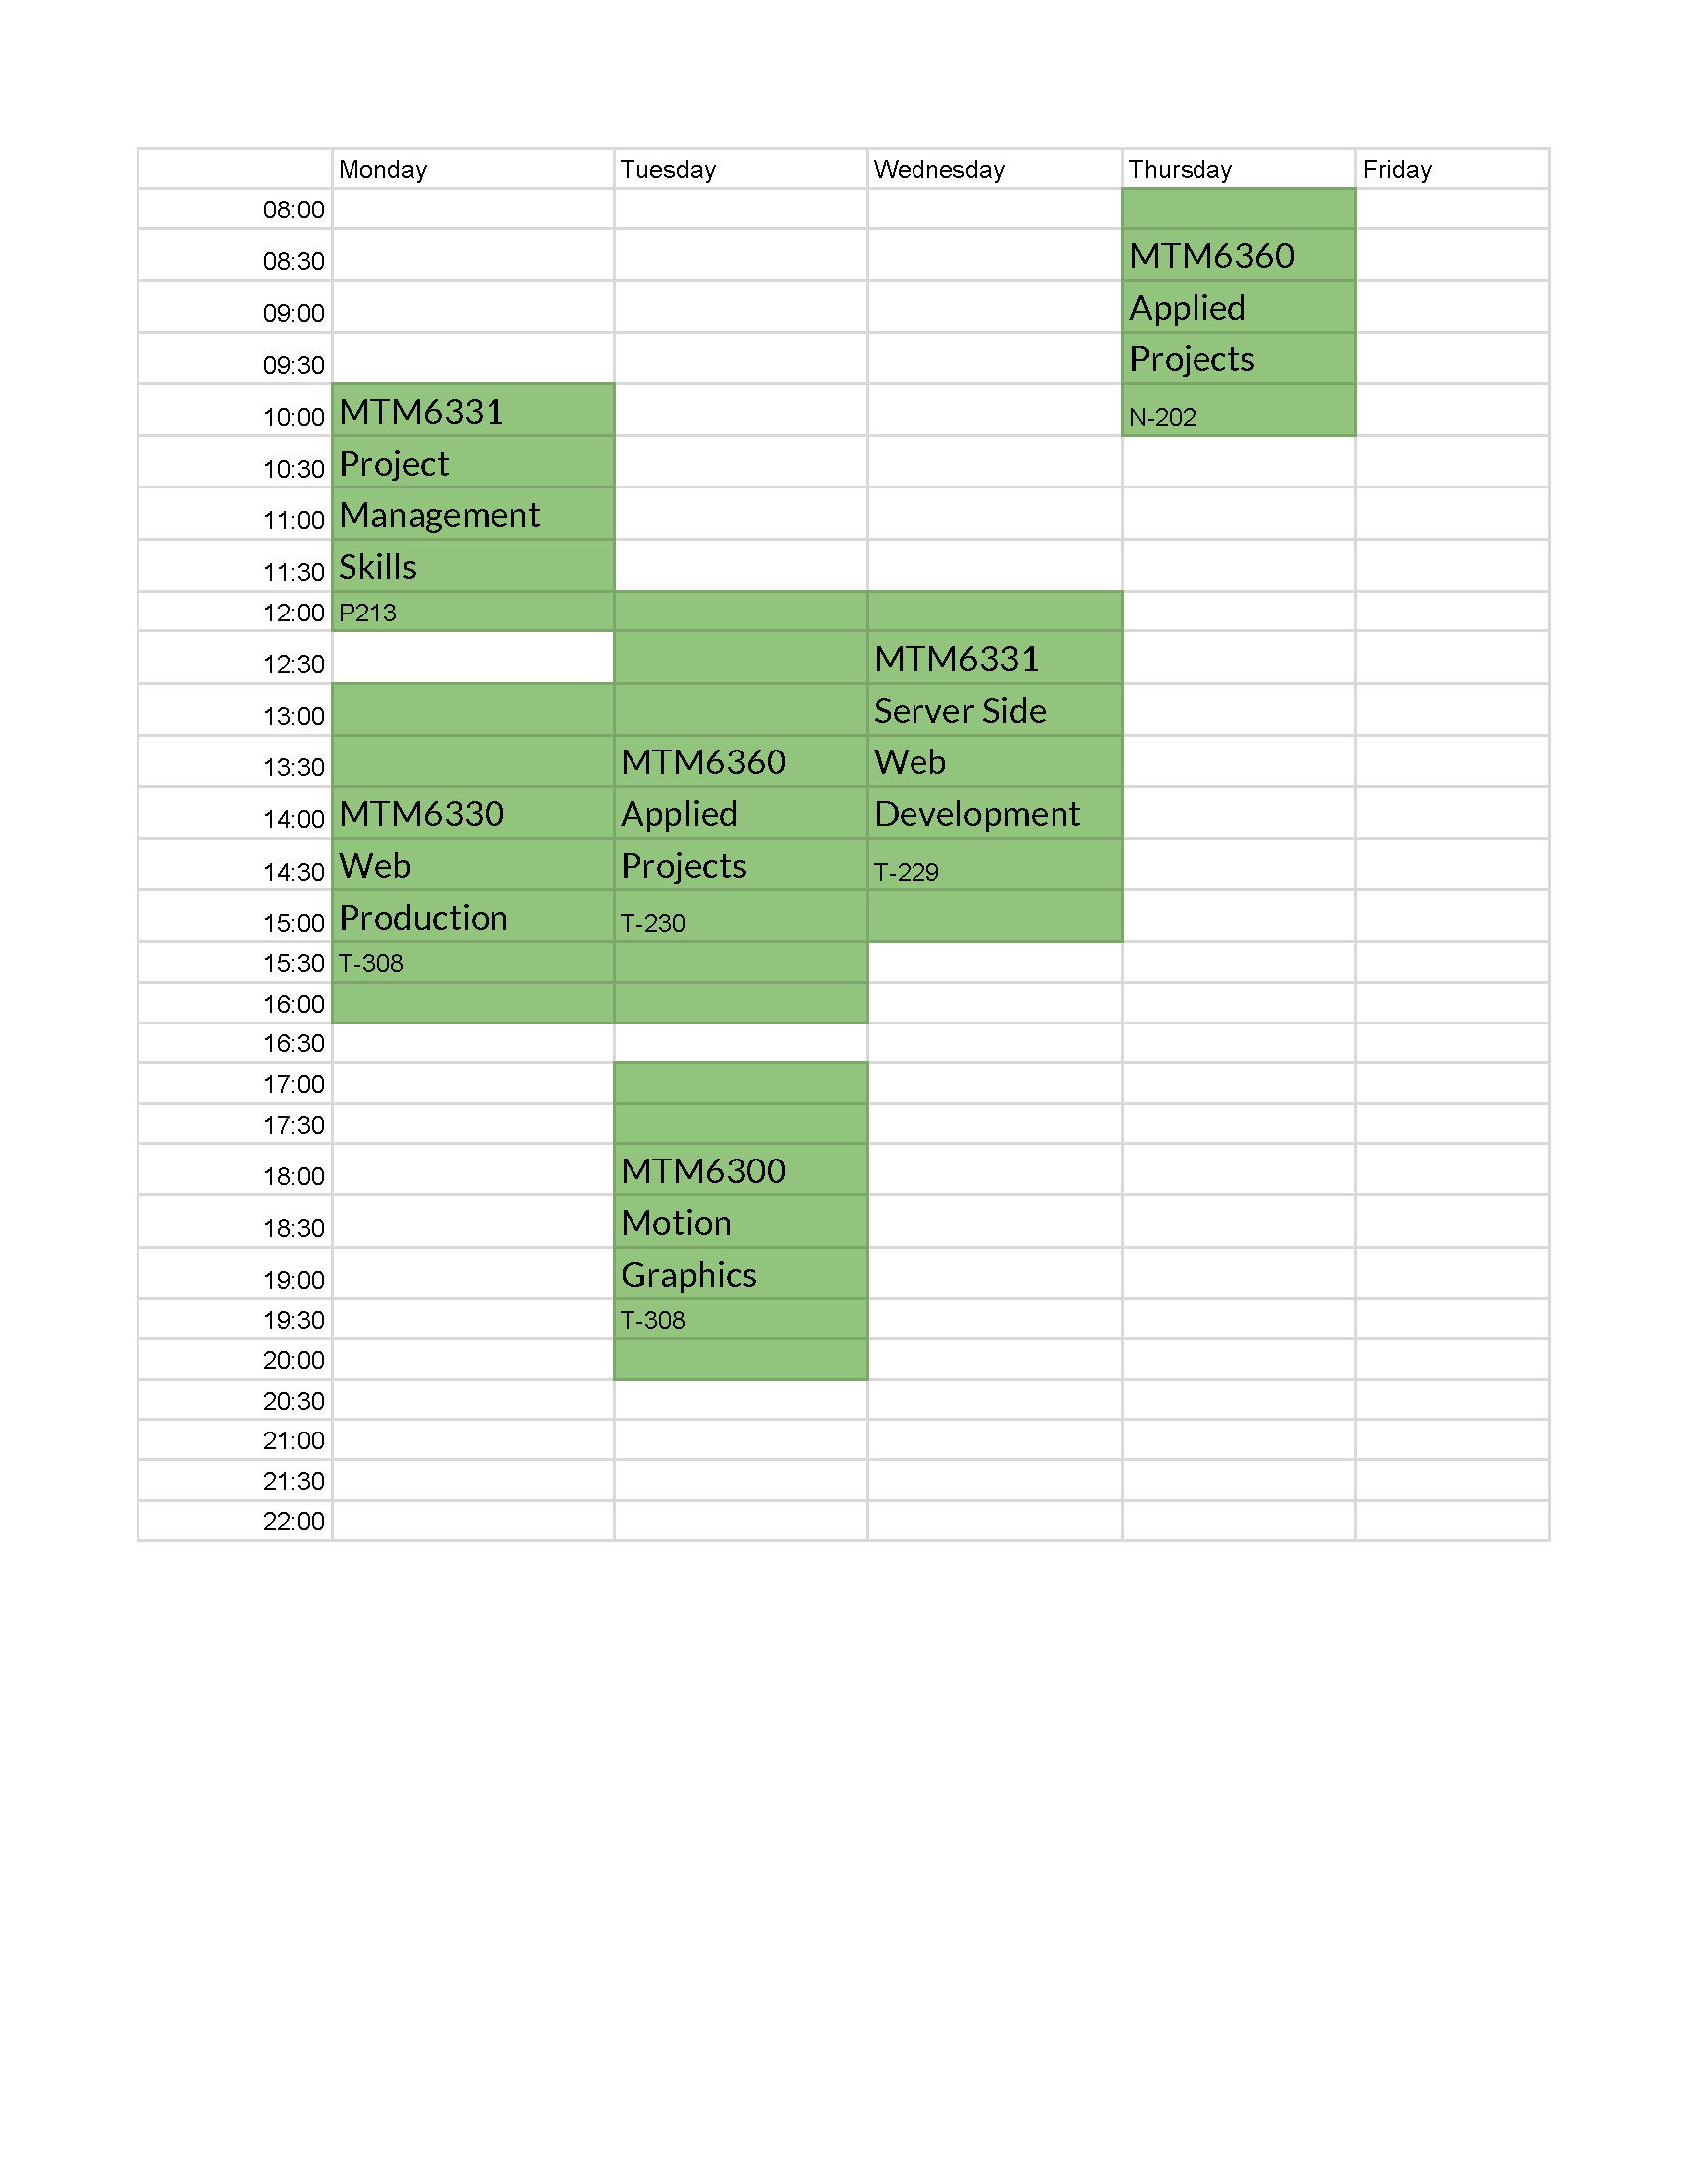 Monday Tuesday Wednesday Thursday Friday
08:00
08:30 MTM6360
09:00 Applied
09:30 Projects
10:00 MTM6331 N-202
10:30 Project
11:00 Management
11:30 Skills
12:00 P213
12:30 MTM6331
13:00 Server Side
13:30 MTM6360 Web
14:00 MTM6330 Applied Development
14:30 Web Projects T-229
15:00 Production T-230
15:30 T-308
16:00
16:30
17:00
17:30
18:00 MTM6300
18:30 Motion
19:00 Graphics
19:30 T-308
20:00
20:30
21:00
21:30
22:00